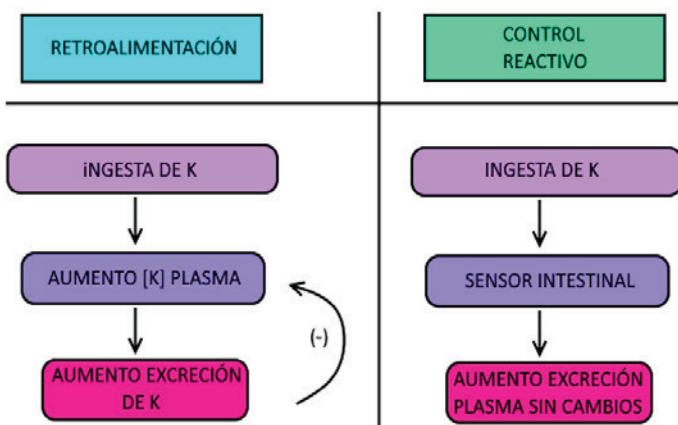 RETROALIMENTACIÓN
CONTROL
REACTIVO
iNGESTA DE K
AUMENTO [K] PLASMA
(-)
AUMENTO EXCRECIÓN
DE K
INGESTA DE K
SENSOR INTESTINAL
AUMENTO EXCRECIÓN
PLASMA SIN CAMBIOS